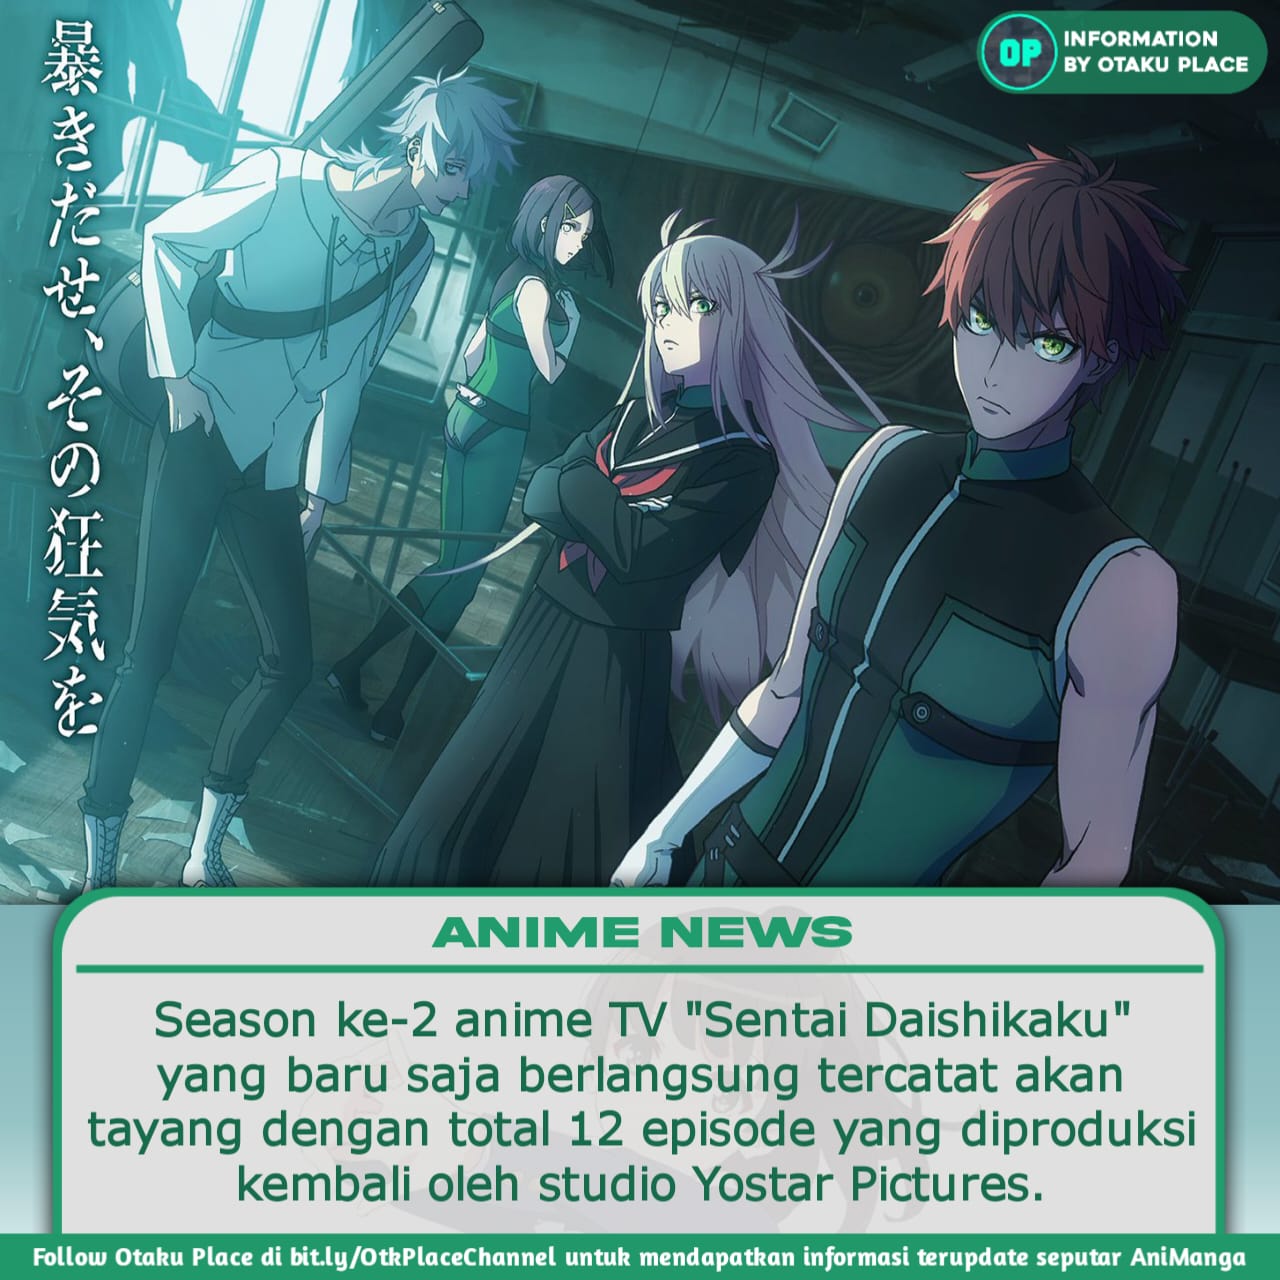 暴きだせ、その狂気を
OP
INFORMATION
BY OTAKU PLACE
ANIME NEWS
Season ke-2 anime TV "Sentai Daishikaku"
yang baru saja berlangsung tercatat akan
tayang dengan total 12 episode yang diproduksi
kembali oleh studio Yostar Pictures.
Follow Otaku Place di bit.ly/OtkPlaceChannel untuk mendapatkan informasi terupdate seputar AniManga